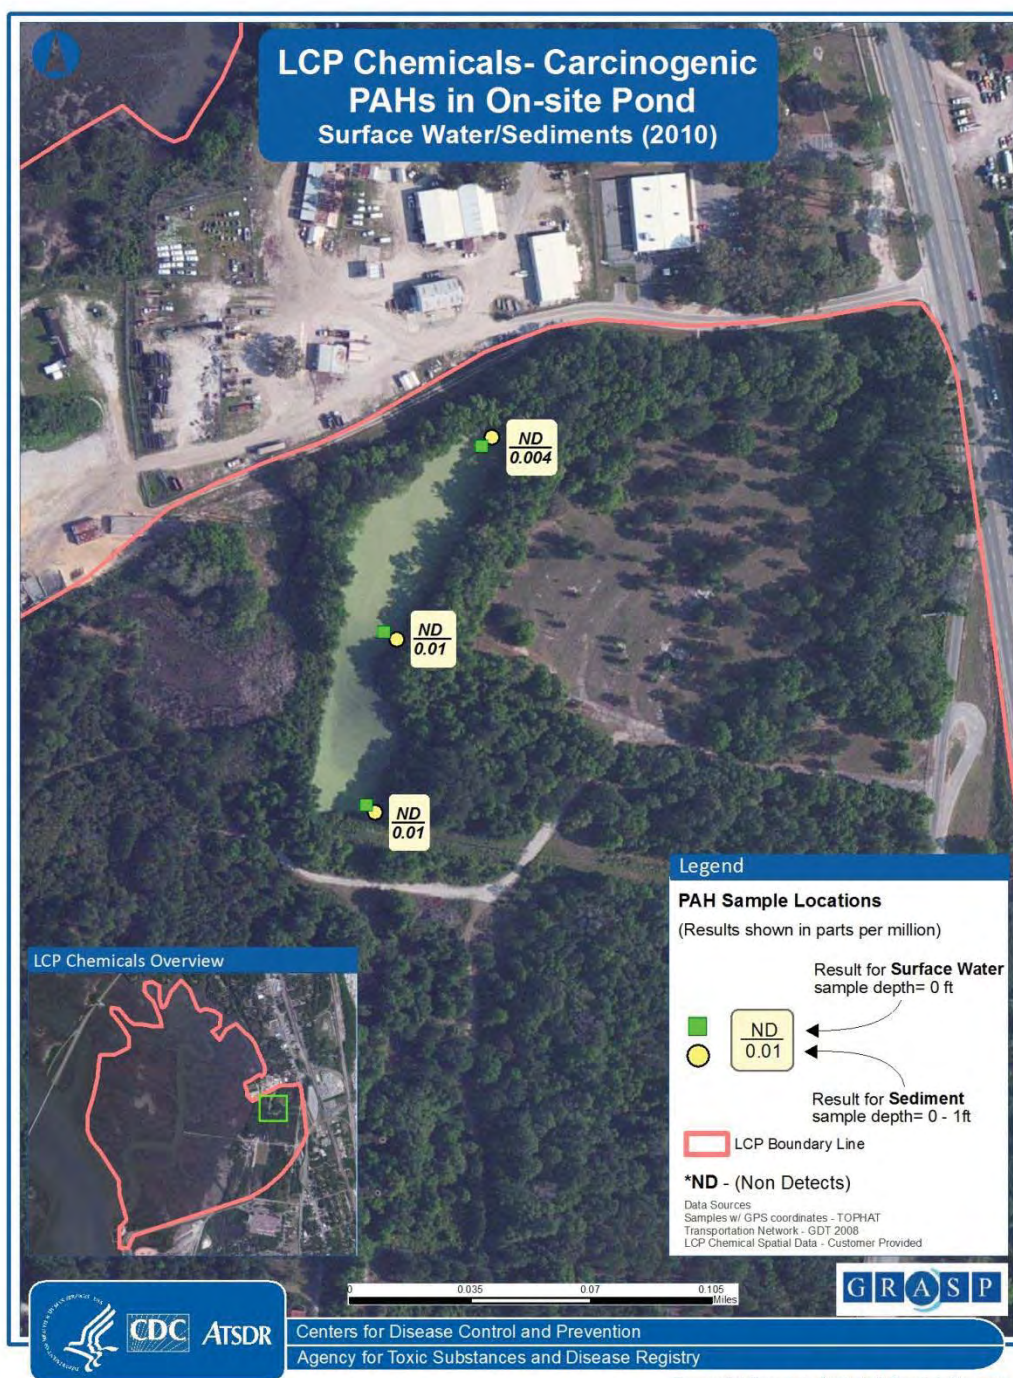 LCP Chemicals- Carcinogenic
PAHs in On-site Pond
Surface Water/Sediments (2010)
ND
0.004
ND
0.01
ND
0.01
Legend
PAH Sample Locations
(Results shown in parts per million)
Result for Surface Water
sample depth= 0 ft
ND
0.01
Result for Sediment
sample depth= 0 - 1ft
LCP Boundary Line
*ND - (Non Detects)
Data Sources
Samples w/ GPS coordinates - TOPHAT
Transportation Network - GDT 2008
LCP Chemical Spatial Data - Customer Provided
LCP Chemicals Overview
0 0.035 0.07 0.105
Miles
GRASP
CDC ATSDR
Centers for Disease Control and Prevention
Agency for Toxic Substances and Disease Registry